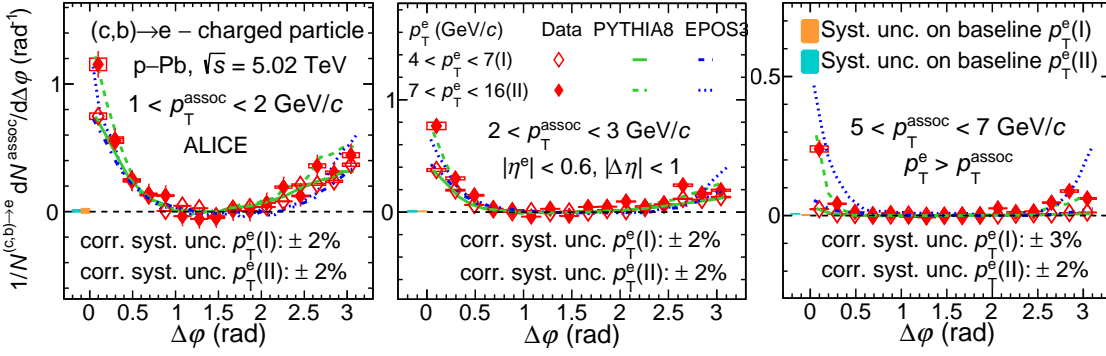 1/N^(c,b)→e dN^assoc/dΔφ (rad⁻¹)
1
0
(c,b)→e − charged particle
p−Pb, √s = 5.02 TeV
1 < p_T^assoc < 2 GeV/c
ALICE
corr. syst. unc. p_T^e(I): ± 2%
corr. syst. unc. p_T^e(II): ± 2%
0 0.5 1 1.5 2 2.5 3
Δφ (rad)
p_T^e (GeV/c) Data PYTHIA8 EPOS3
4 < p_T^e < 7(I)
7 < p_T^e < 16(II)
1
0
2 < p_T^assoc < 3 GeV/c
|η^e| < 0.6, |Δη| < 1
corr. syst. unc. p_T^e(I): ± 2%
corr. syst. unc. p_T^e(II): ± 2%
0 0.5 1 1.5 2 2.5 3
Δφ (rad)
Syst. unc. on baseline p_T^e(I)
Syst. unc. on baseline p_T^e(II)
0.5
0
5 < p_T^assoc < 7 GeV/c
p_T^e > p_T^assoc
corr. syst. unc. p_T^e(I): ± 3%
corr. syst. unc. p_T^e(II): ± 2%
0 0.5 1 1.5 2 2.5 3
Δφ (rad)